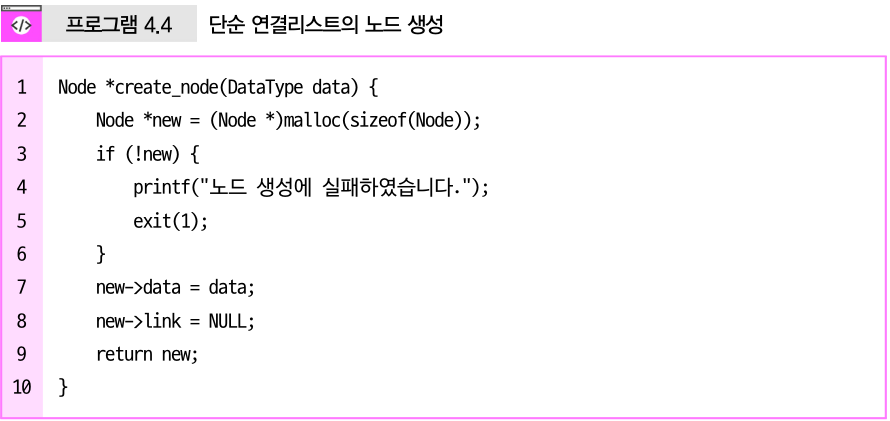 </> 프로그램 4.4 단순 연결리스트의 노드 생성
1 Node *create_node(DataType data) {
2 Node *new = (Node *)malloc(sizeof(Node));
3 if (!new) {
4 printf("노드 생성에 실패하였습니다.");
5 exit(1);
6 }
7 new->data = data;
8 new->link = NULL;
9 return new;
10 }